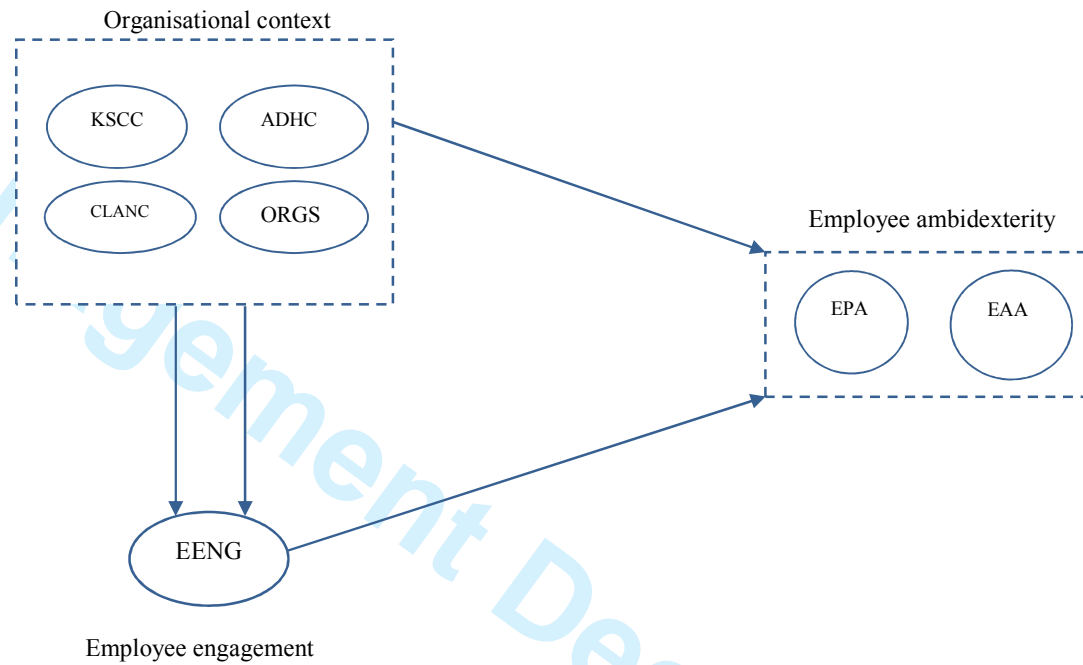 Organisational context
KSCC
ADHC
CLANC
ORGS
Employee ambidexterity
EPA
EAA
EENG
Employee engagement